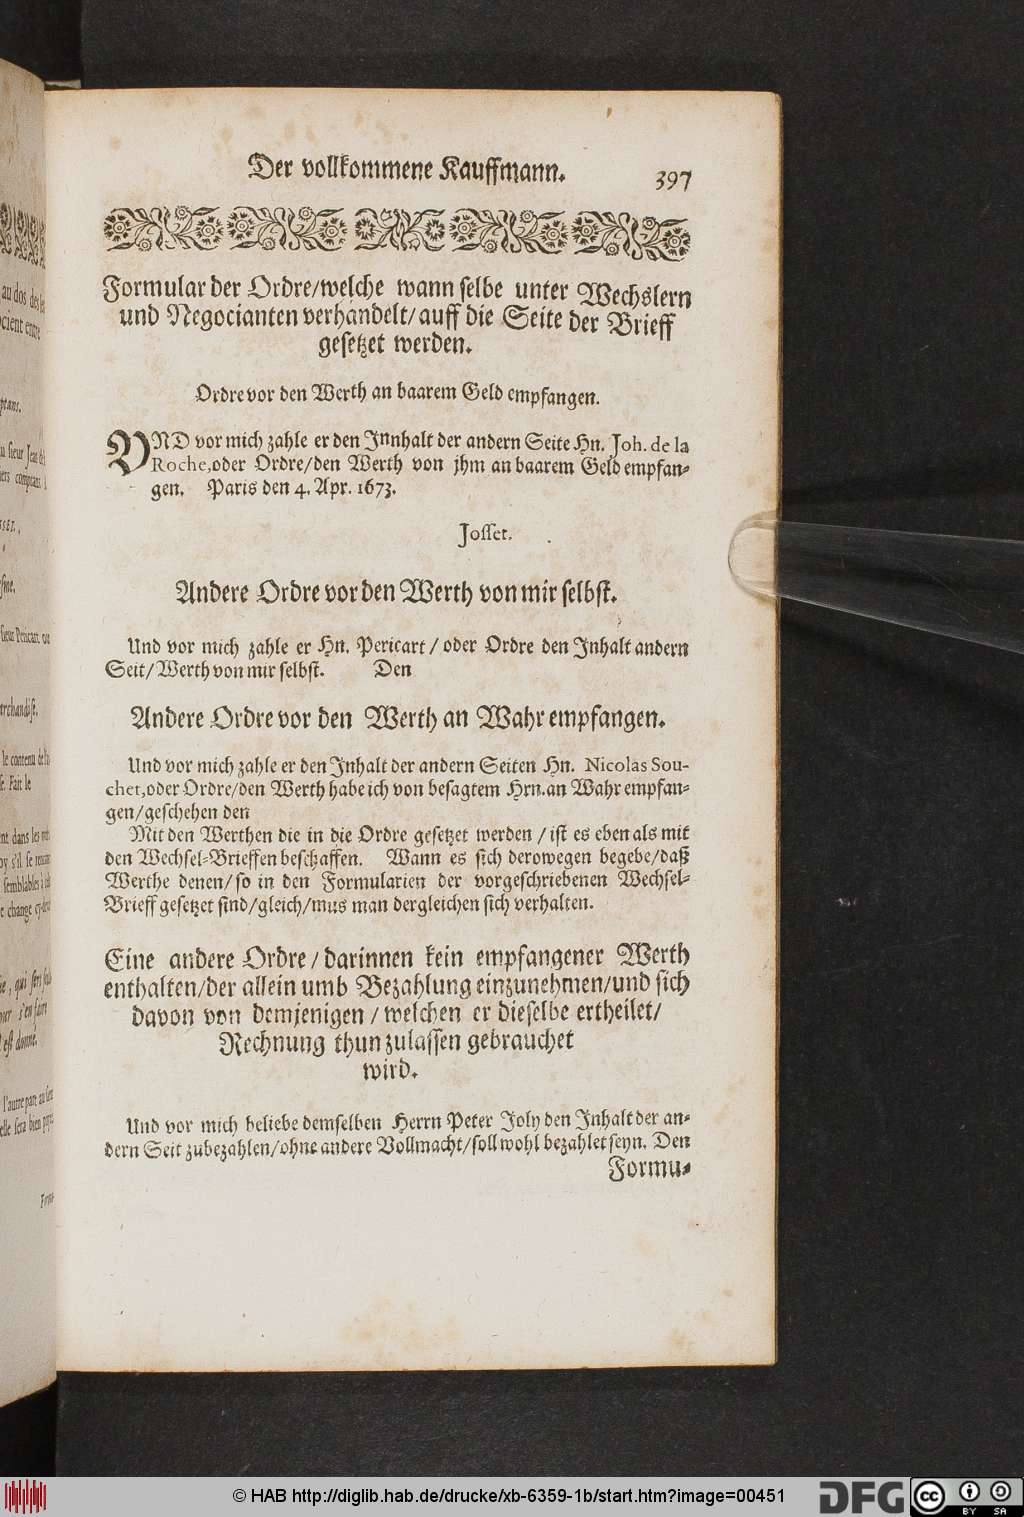 Der vollkommene Kauffmann. 397
Formular der Ordre/welche wann selbe unter Wechslern
und Negocianten verhandelt/auff die Seite der Brieff
gesetzet werden.
Ordre vor den Werth an baarem Geld empfangen.
VND vor mich zahle er den Jnnhalt der andern Seite Hn. Joh. de la
Roche,oder Ordre/den Werth von jhm an baarem Geld empfan-
gen. Paris den 4. Apr. 1673.
Josset.
Andere Ordre vor den Werth von mir selbst.
Und vor mich zahle er Hn. Pericart/oder Ordre den Jnhalt andern
Seit/Werth von mir selbst. Den
Andere Ordre vor den Werth an Wahr empfangen.
Und vor mich zahle er den Jnhalt der andern Seiten Hn. Nicolas Sou-
chet,oder Ordre/den Werth habe ich von besagtem Hrn.an Wahr empfan-
gen/geschehen den
Mit den Werthen die in die Ordre gesetzet werden/ist es eben als mit
den Wechsel-Brieffen beschaffen. Wann es sich derowegen begebe/daß
Werthe denen/so in den Formularien der vorgeschriebenen Wechsel-
Brieff gesetzet sind/gleich/mus man dergleichen sich verhalten.
Eine andere Ordre/darinnen kein empfangener Werth
enthalten/der allein umb Bezahlung einzunehmen/und sich
davon von demjenigen/welchen er dieselbe ertheilet/
Rechnung thun zulassen gebrauchet
wird.
Und vor mich beliebe demselben Herrn Peter Joly den Jnhalt der an-
dern Seit zubezahlen/ohne andere Vollmacht/soll wohl bezahlet seyn. Den
Formu-
© HAB http://diglib.hab.de/drucke/xb-6359-1b/start.htm?image=00451
DFG
cc BY SA